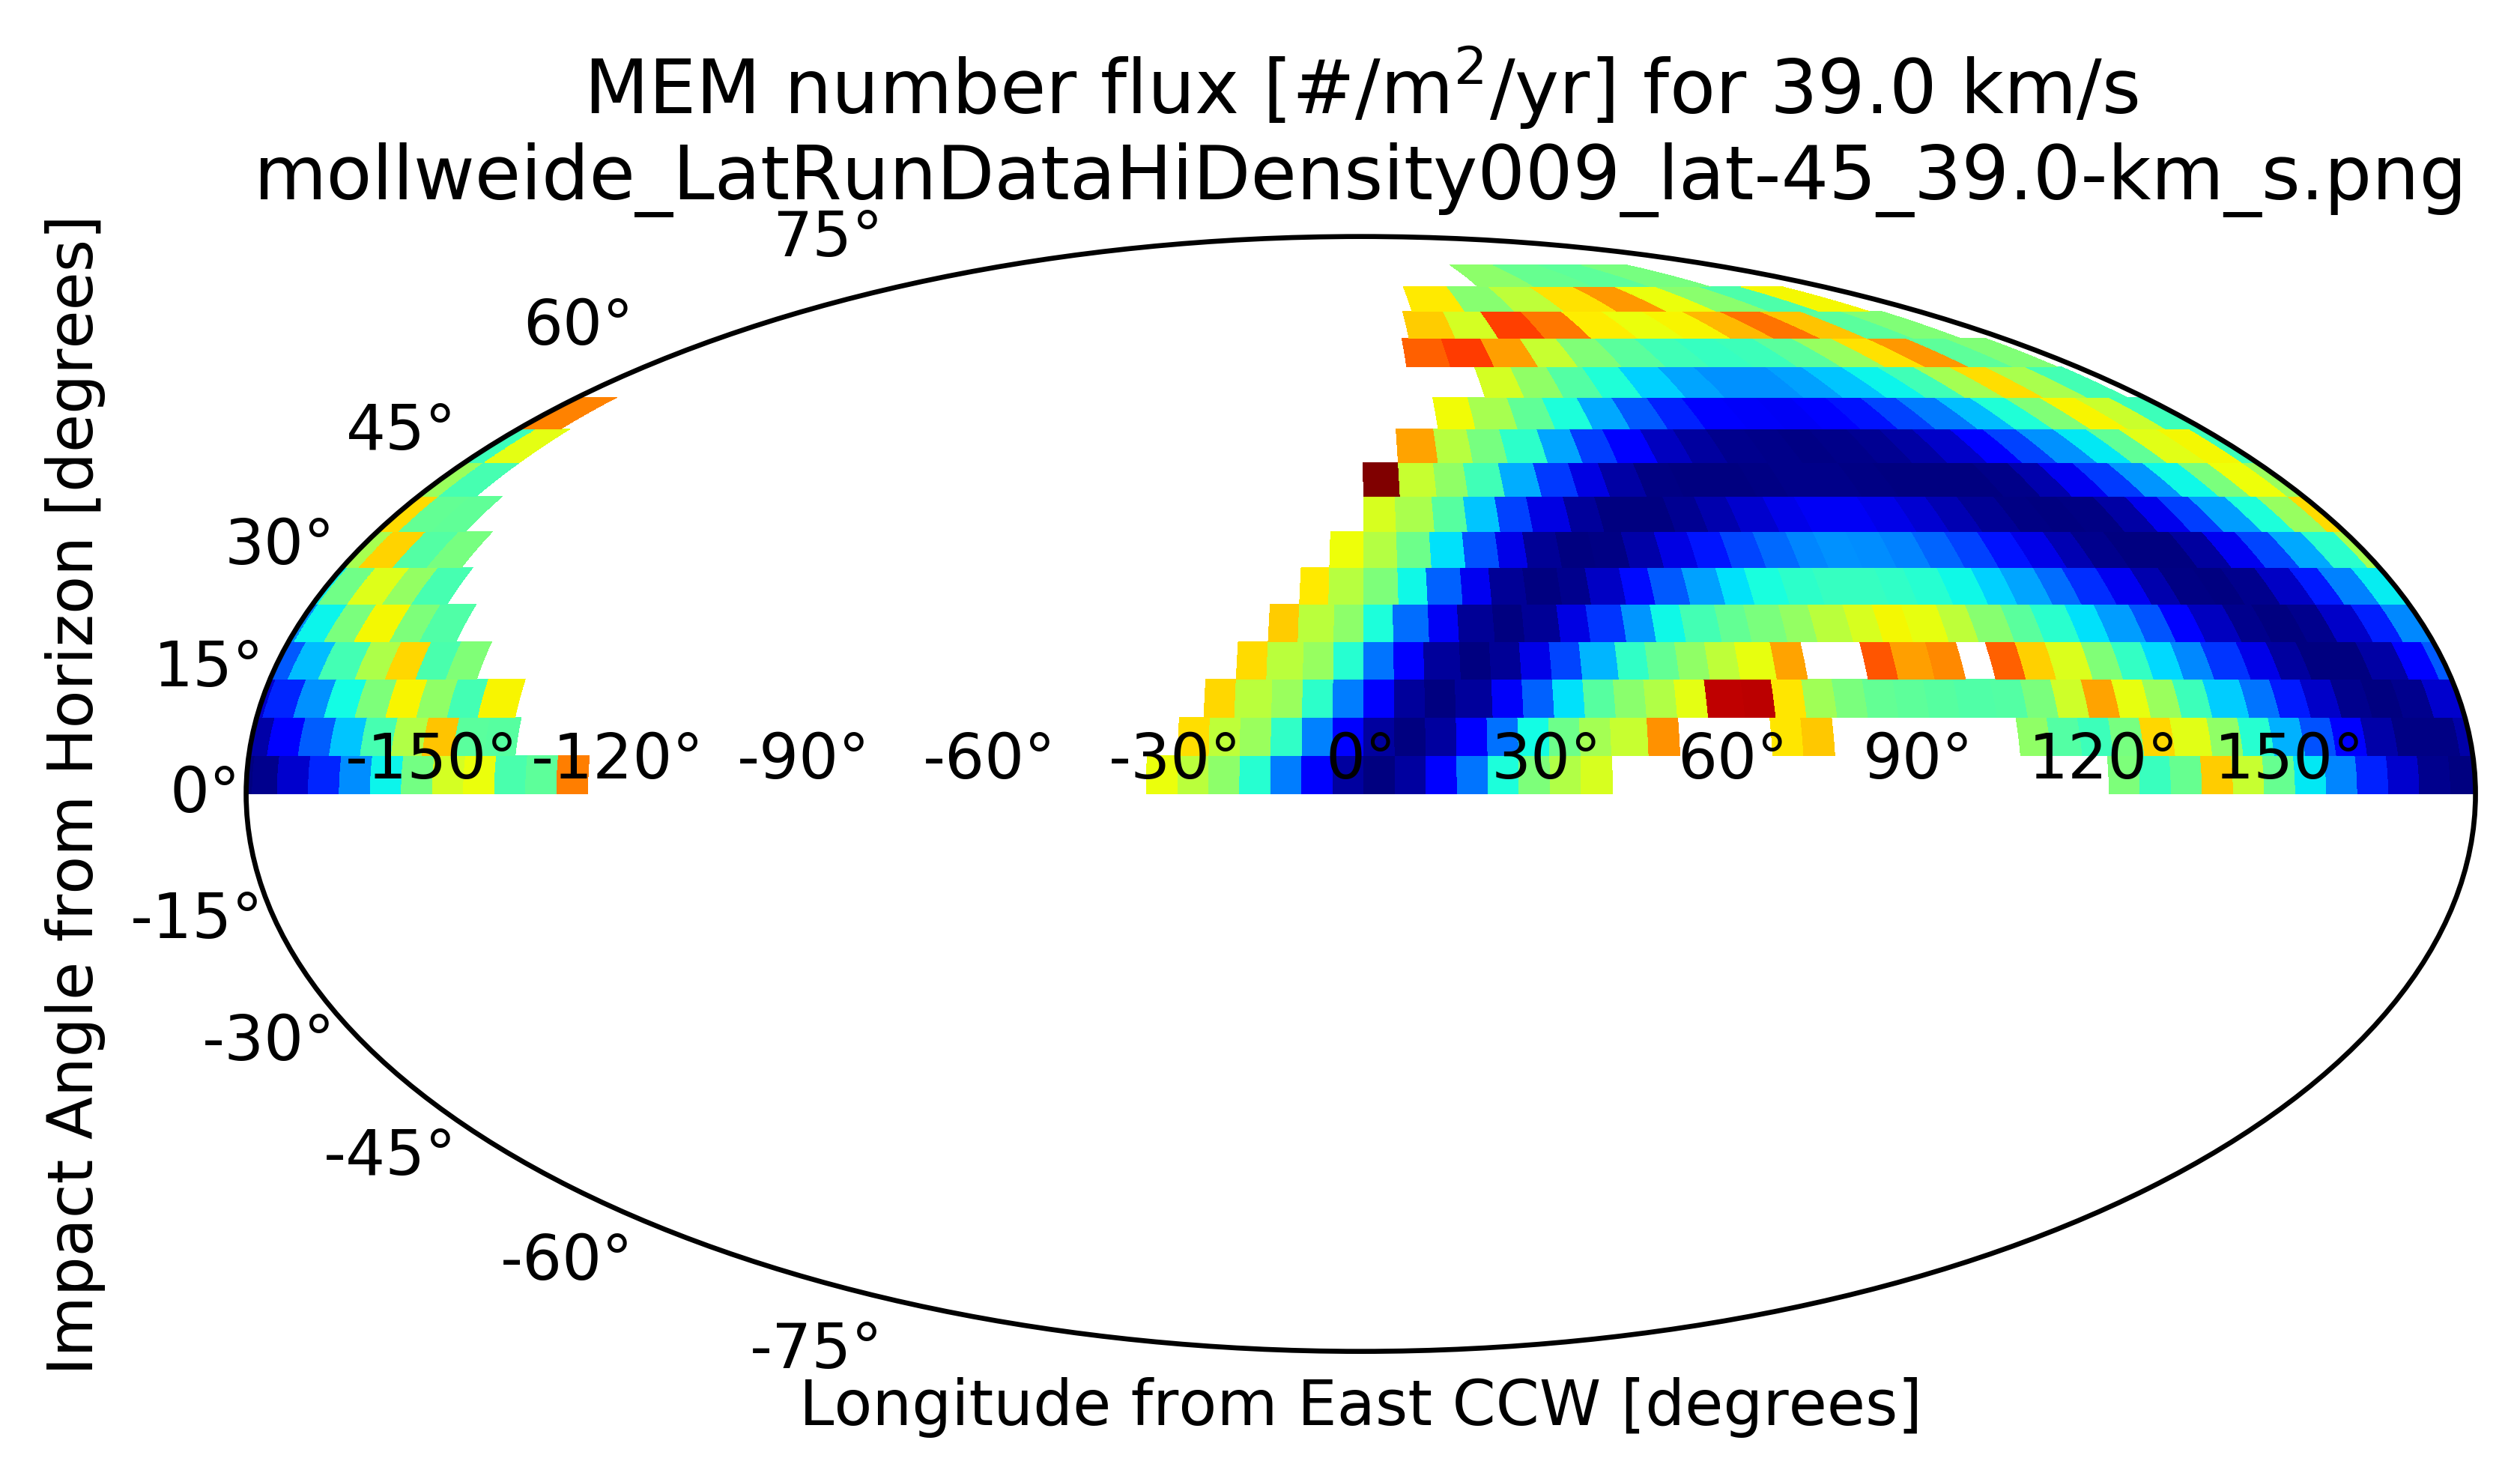 MEM number flux [#/m²/yr] for 39.0 km/s
mollweide_LatRunDataHiDensity009_lat-45_39.0-km_s.png
75°
60°
45°
30°
15°
0°
-15°
-30°
-45°
-60°
-75°
-150° -120° -90° -60° -30° 0° 30° 60° 90° 120° 150°
Impact Angle from Horizon [degrees]
Longitude from East CCW [degrees]